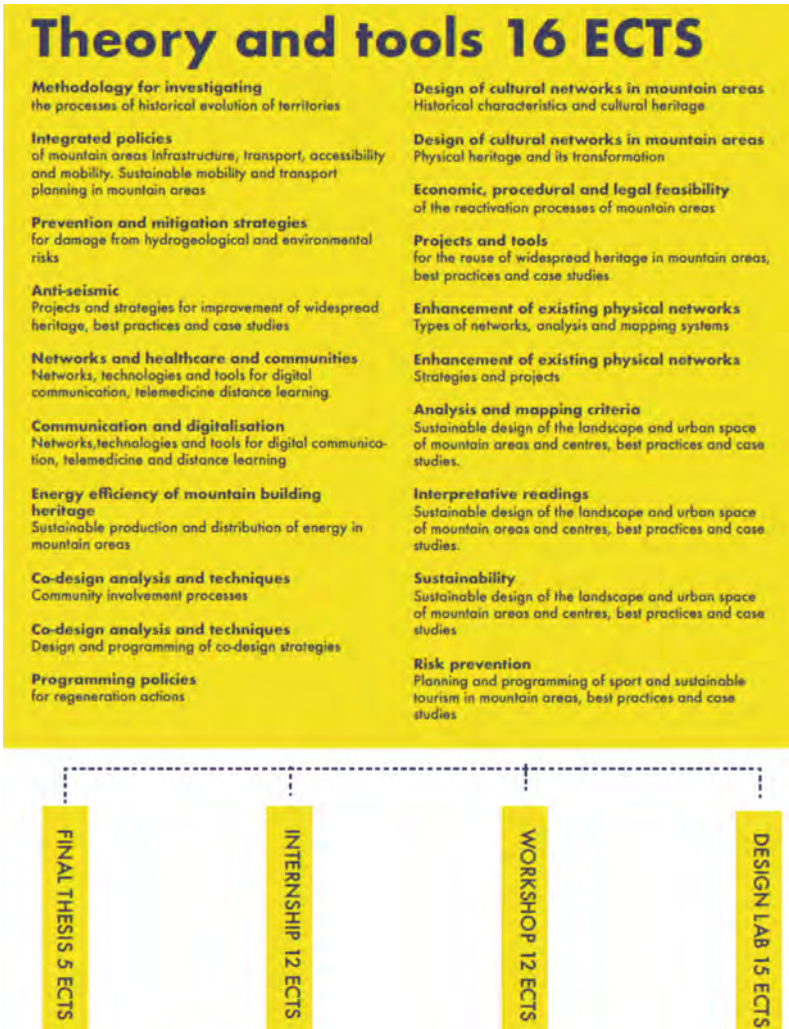 Theory and tools 16 ECTS
Methodology for investigating
the processes of historical evolution of territories
Integrated policies
of mountain areas Infrastructure, transport, accessibility
and mobility. Sustainable mobility and transport
planning in mountain areas
Prevention and mitigation strategies
for damage from hydrogeological and environmental
risks
Anti-seismic
Projects and strategies for improvement of widespread
heritage, best practices and case studies
Networks and healthcare and communities
Networks, technologies and tools for digital
communication, telemedicine distance learning
Communication and digitalisation
Networks,technologies and tools for digital communica-
tion, telemedicine and distance learning
Energy efficiency of mountain building
heritage
Sustainable production and distribution of energy in
mountain areas
Co-design analysis and techniques
Community involvement processes
Co-design analysis and techniques
Design and programming of co-design strategies
Programming policies
for regeneration actions
Design of cultural networks in mountain areas
Historical characteristics and cultural heritage
Design of cultural networks in mountain areas
Physical heritage and its transformation
Economic, procedural and legal feasibility
of the reactivation processes of mountain areas
Projects and tools
for the reuse of widespread heritage in mountain areas,
best practices and case studies
Enhancement of existing physical networks
Types of networks, analysis and mapping systems
Enhancement of existing physical networks
Strategies and projects
Analysis and mapping criteria
Sustainable design of the landscape and urban space
of mountain areas and centres, best practices and case
studies.
Interpretative readings
Sustainable design of the landscape and urban space
of mountain areas and centres, best practices and case
studies.
Sustainability
Sustainable design of the landscape and urban space
of mountain areas and centres, best practices and case
studies
Risk prevention
Planning and programming of sport and sustainable
tourism in mountain areas, best practices and case
studies
FINAL THESIS 5 ECTS
INTERNSHIP 12 ECTS
WORKSHOP 12 ECTS
DESIGN LAB 15 ECTS